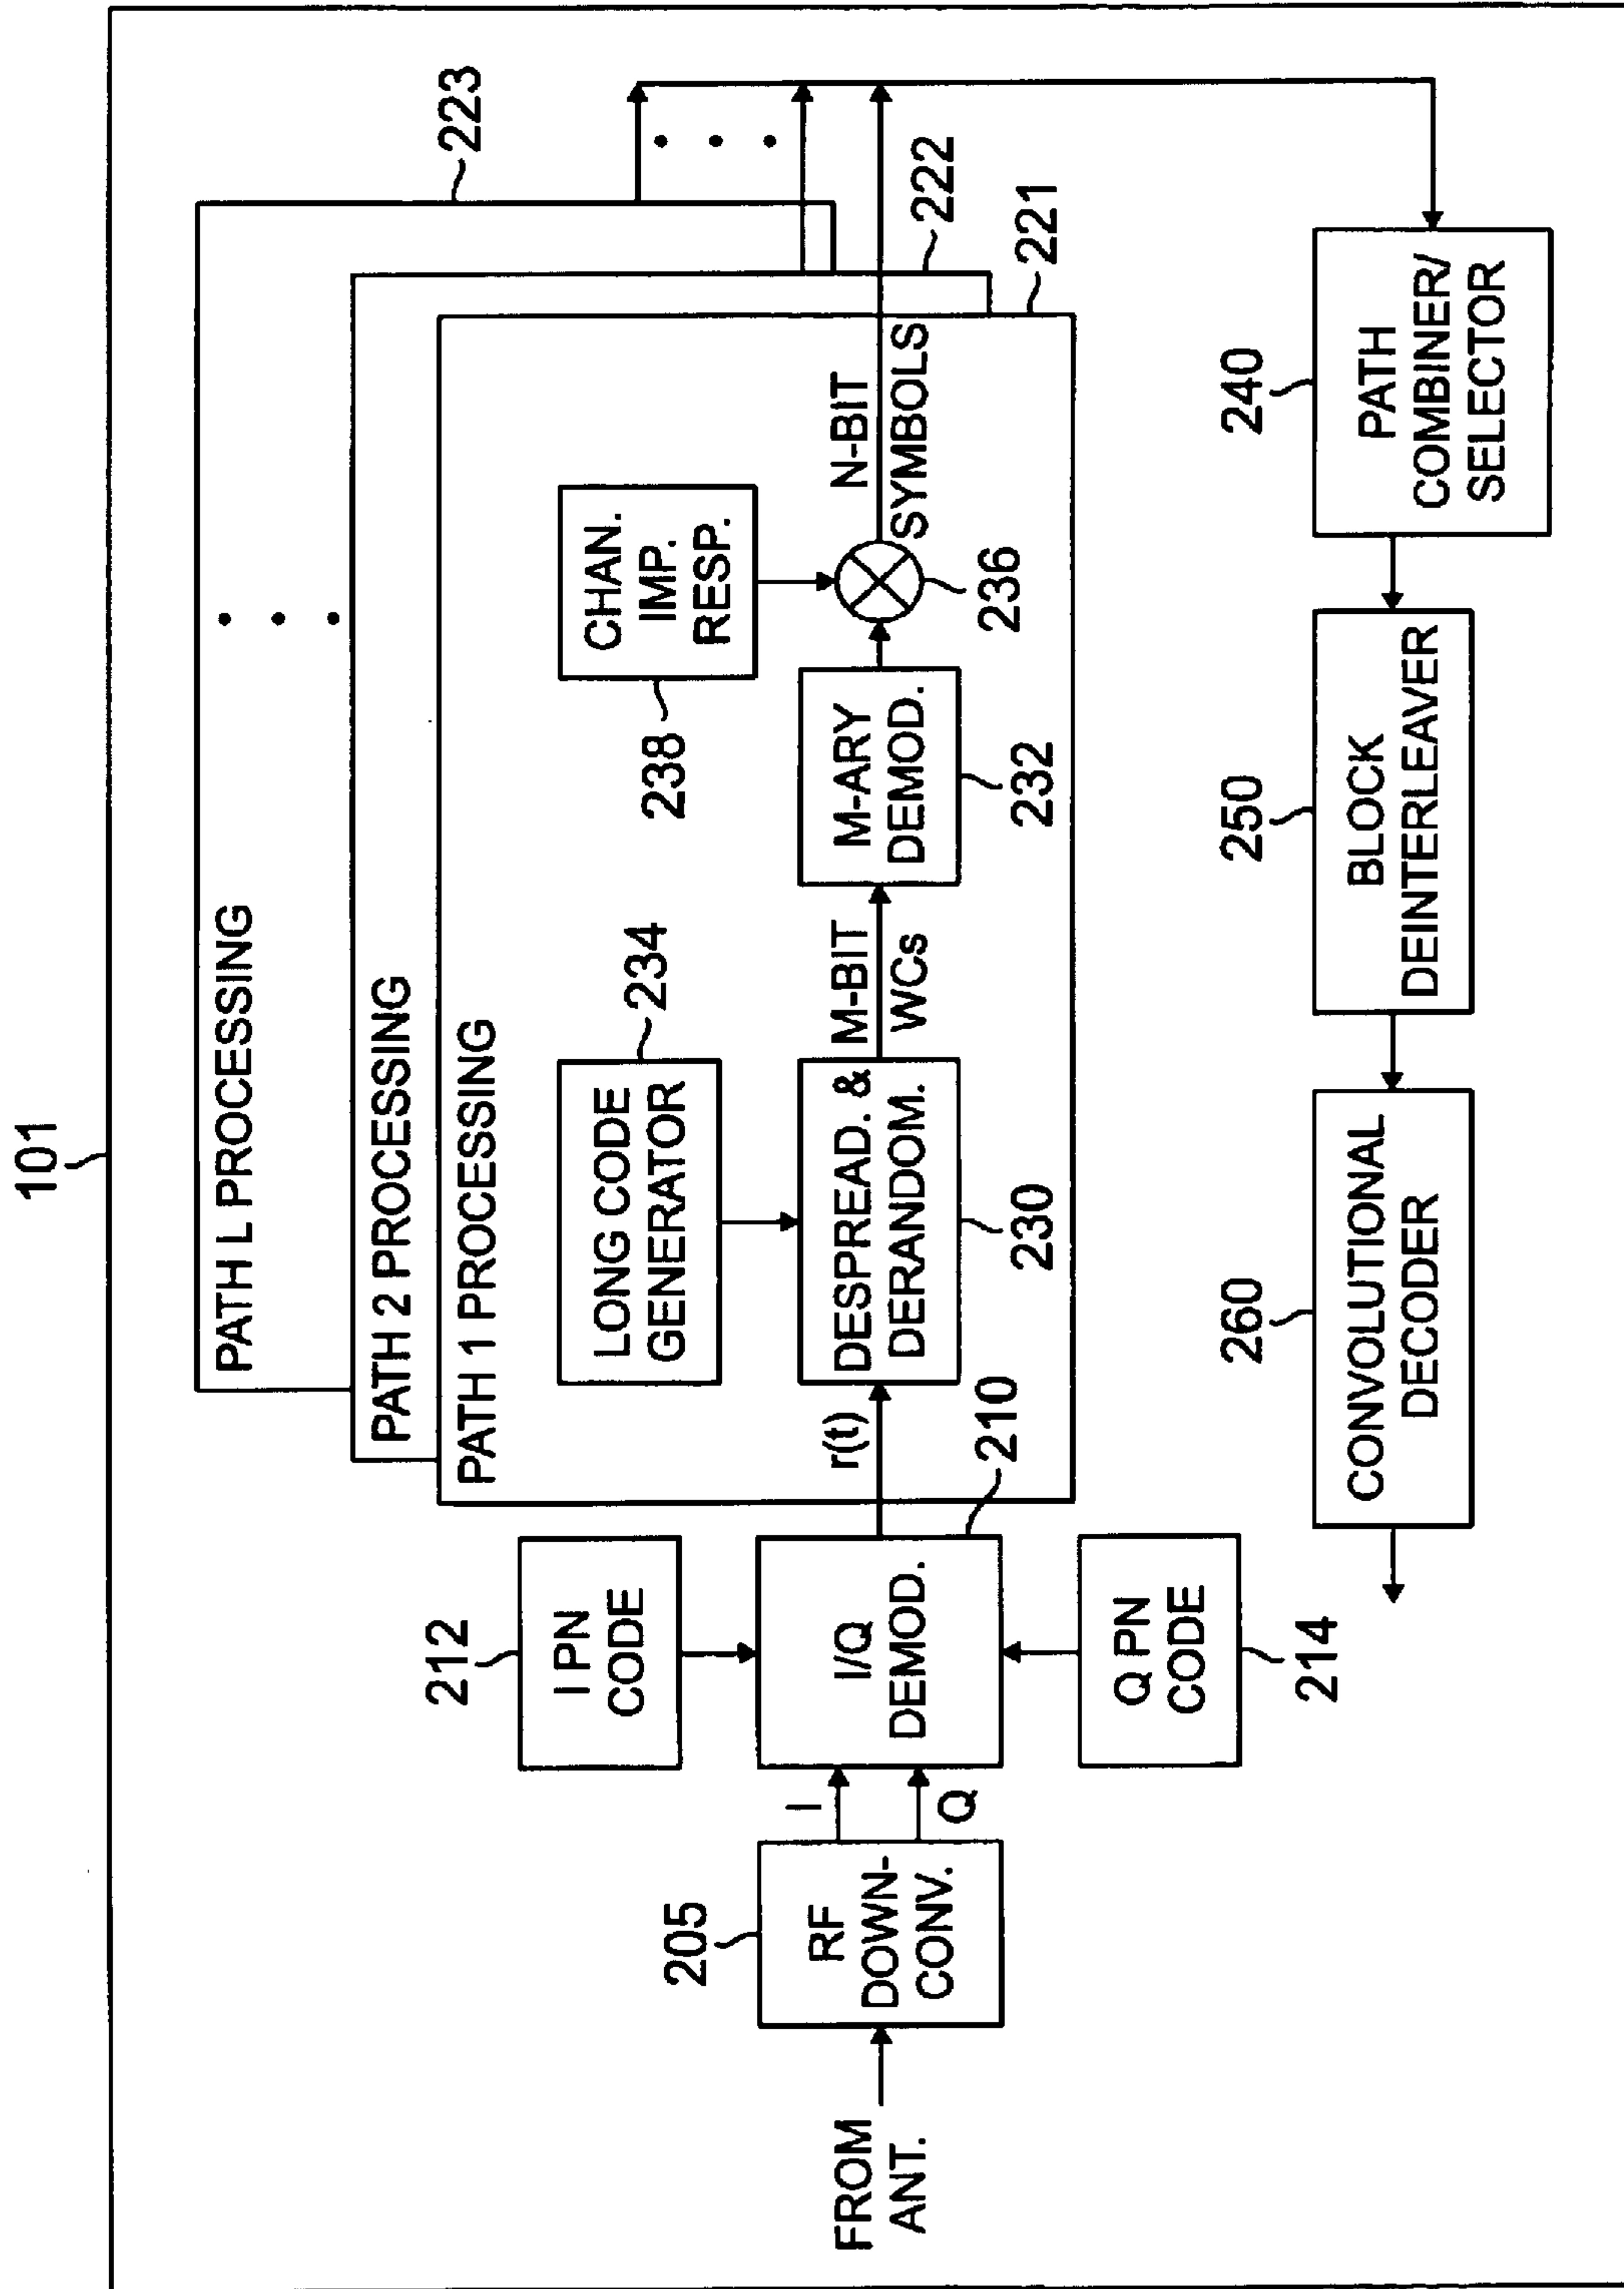 101
PATH L PROCESSING
223
PATH 2 PROCESSING
222
PATH 1 PROCESSING
221
LONG CODE
GENERATOR
234
CHAN.
IMP.
RESP.
238
212
I PN
CODE
FROM
ANT.
205
RF
DOWN-
CONV.
I
Q
I/Q
DEMOD.
210
r(t)
DESPREAD. &
DERANDOM.
230
M-BIT
WCs
M-ARY
DEMOD.
232
236
N-BIT
SYMBOLS
Q PN
CODE
214
260
CONVOLUTIONAL
DECODER
250
BLOCK
DEINTERLEAVER
240
PATH
COMBINER/
SELECTOR